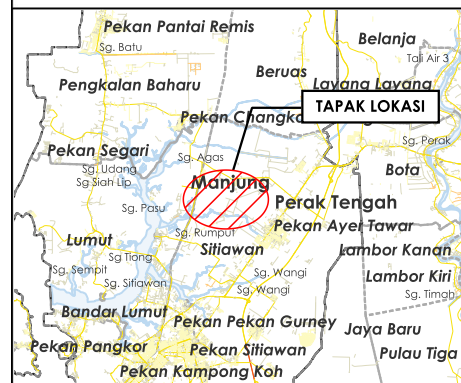 Pekan Pantai Remis
Belanja
Sg. Batu
Tali Air 3
Beruas
Layang Layang
Pengkalan Baharu
TAPAK LOKASI
Pekan Changka
Sg. Perak
Pekan Segari
Sg. Agas
Sg. Udang
Bota
Sg Siah Lip
Manjung
Perak Tengah
Sg. Pasu
Pekan Ayer Tawar
Sg. Rumput
Lumut
Sitiawan
Lambor Kanan
Sg Tiong
Sg. Sempit
Sg. Wangi
Lambor Kiri
Sg. Sitiawan
Sg. Wangi
Sg. Timah
Bandar Lumut
Pekan Pekan Gurney
Jaya Baru
Pekan Pangkor
Pekan Sitiawan
Pulau Tiga
Pekan Kampong Koh